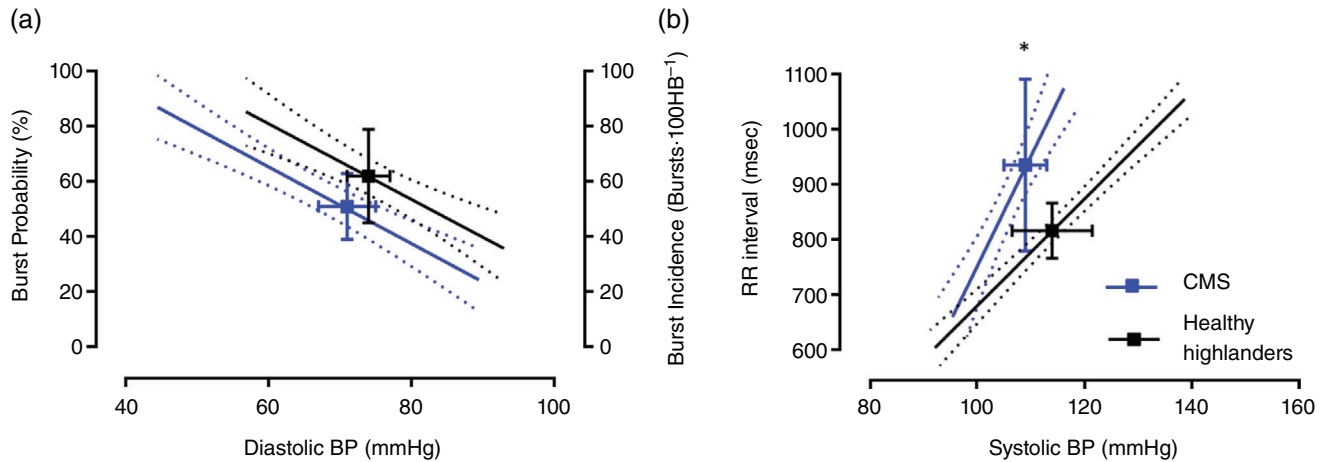 (a)
100
80
60
40
20
0
Burst Probability (%)
100
80
60
40
20
0
Burst Incidence (Bursts·100HB⁻¹)
40 60 80 100
Diastolic BP (mmHg)
(b)
*
1100
1000
900
800
700
600
RR interval (msec)
CMS
Healthy
highlanders
80 100 120 140 160
Systolic BP (mmHg)